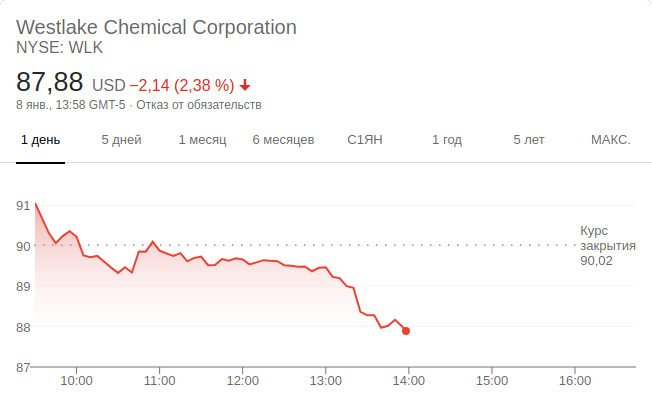 Westlake Chemical Corporation
NYSE: WLK
87,88 USD −2,14 (2,38 %)
8 янв., 13:58 GMT-5 · Отказ от обязательств
1 день 5 дней 1 месяц 6 месяцев С1ЯН 1 год 5 лет МАКС.
91
90
89
88
87
Курс
закрытия
90,02
10:00 11:00 12:00 13:00 14:00 15:00 16:00